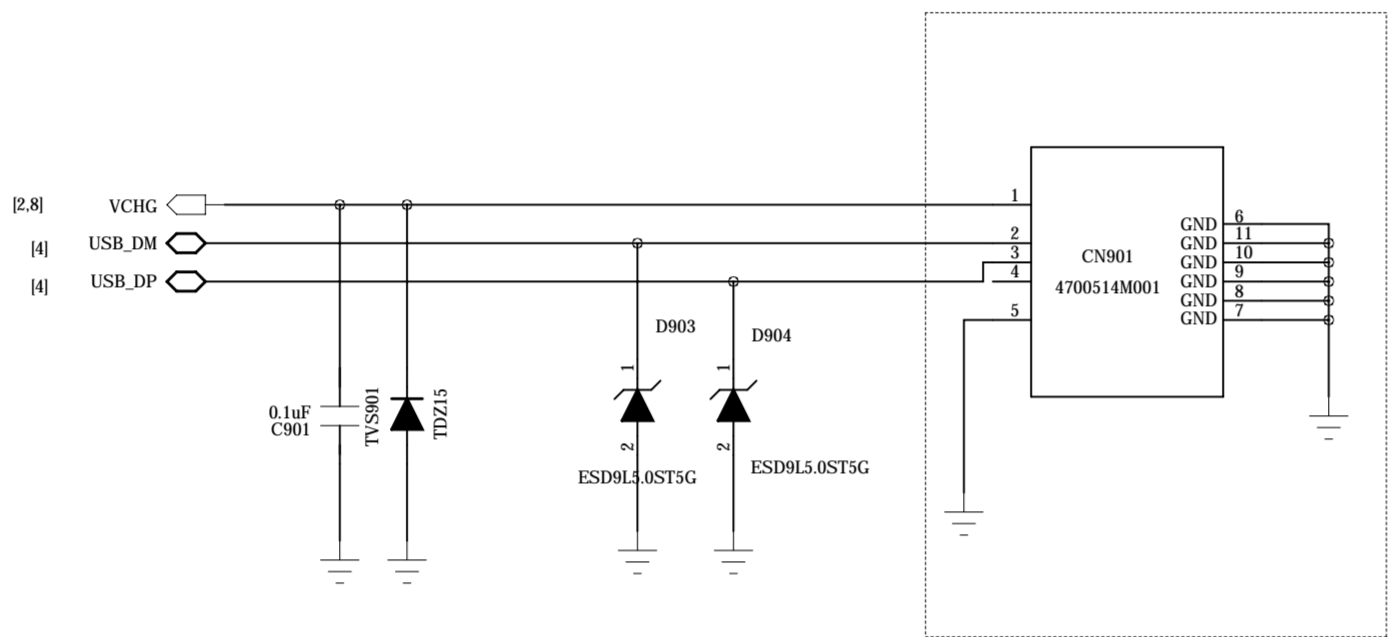 [2,8] VCHG
[4] USB_DM
[4] USB_DP
1
2
3
4
5
CN901
4700514M001
GND 6
GND 11
GND 10
GND 9
GND 8
GND 7
0.1uF
C901
TVS901
TDZ15
D903
1
2
ESD9L5.0ST5G
D904
1
2
ESD9L5.0ST5G